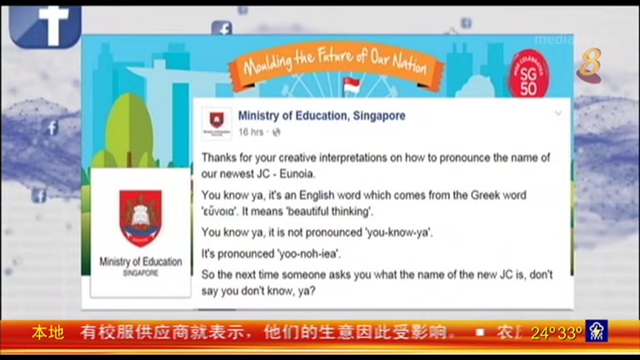 mediacorp
8
Moulding the Future of Our Nation
SG
50
Ministry of Education, Singapore
16 hrs ·
Thanks for your creative interpretations on how to pronounce the name of
our newest JC - Eunoia.
You know ya, it's an English word which comes from the Greek word
'εὔνοια'. It means 'beautiful thinking'.
You know ya, it is not pronounced 'you-know-ya'.
It's pronounced 'yoo-noh-iea'.
So the next time someone asks you what the name of the new JC is, don't
say you don't know, ya?
Ministry of Education
SINGAPORE
本地 有校服供应商就表示，他们的生意因此受影响。 ■ 农历 24°33°